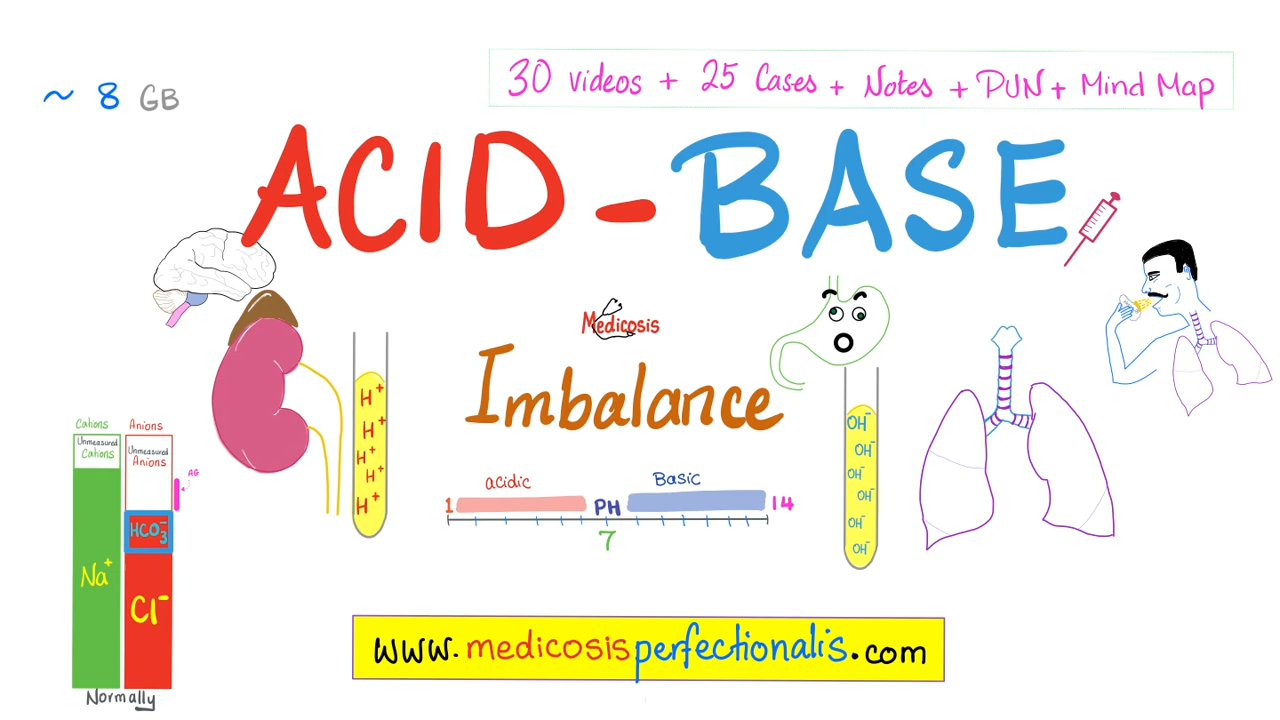 30 videos + 25 Cases + Notes + PUN + Mind Map
~ 8 GB
ACID-BASE
Medicosis
Imbalance
H+
H+
H+
H+
H+
OH-
OH-
OH-
OH-
OH-
OH-
Cations Anions
Unmeasured Cations
Unmeasured Anions
AG
HCO3-
Na+
Cl-
Normally
acidic Basic
1 PH 14
7
www.medicosisperfectionalis.com